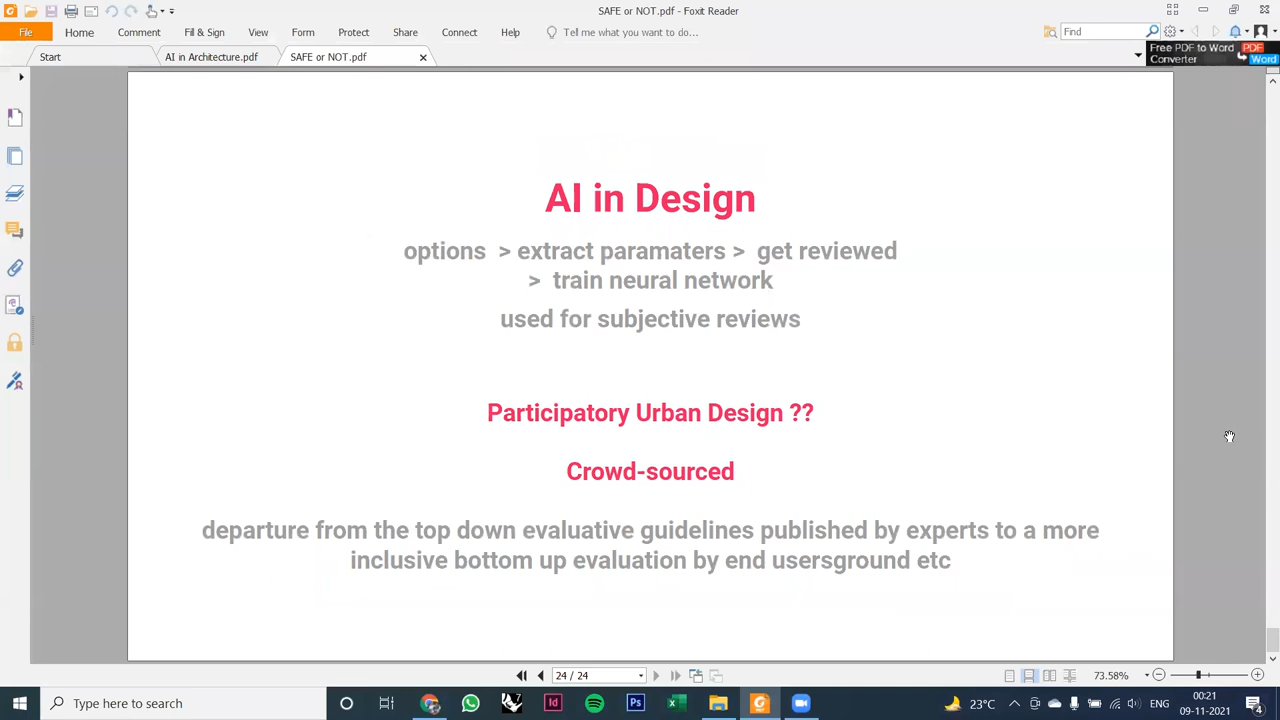 SAFE or NOT.pdf - Foxit Reader
File Home Comment Fill & Sign View Form Protect Share Connect Help Tell me what you want to do... Find
Start AI in Architecture.pdf SAFE or NOT.pdf
Free PDF to Word PDF
Converter Word
AI in Design
options > extract paramaters > get reviewed
> train neural network
used for subjective reviews
Participatory Urban Design ??
Crowd-sourced
departure from the top down evaluative guidelines published by experts to a more
inclusive bottom up evaluation by end usersground etc
24 / 24 73.58%
Type here to search
23°C ENG
00:21
09-11-2021
4